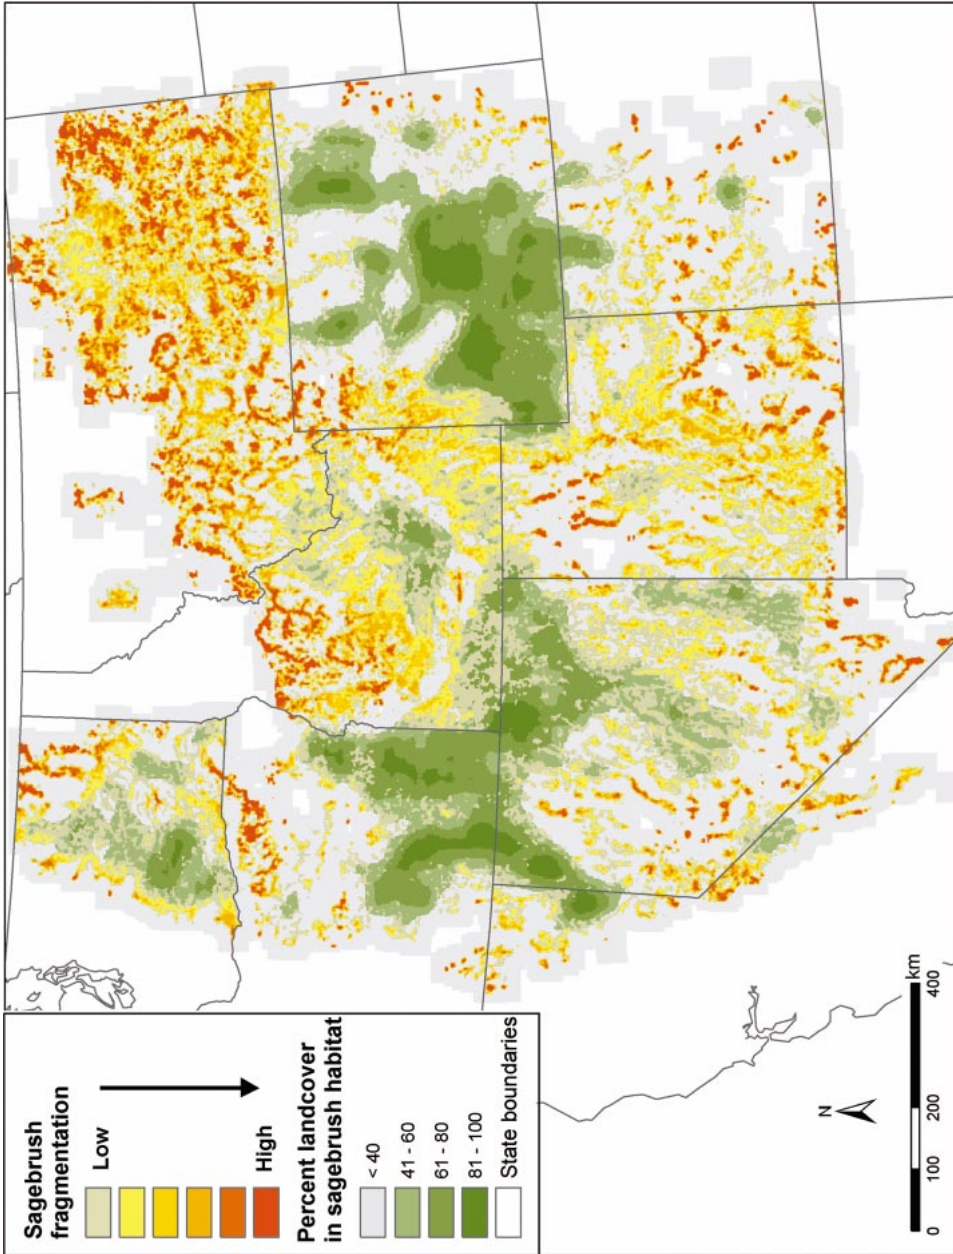 Sagebrush
fragmentation
Low
High
Percent landcover
in sagebrush habitat
< 40
41 - 60
61 - 80
81 - 100
State boundaries
N
0 100 200 400
km